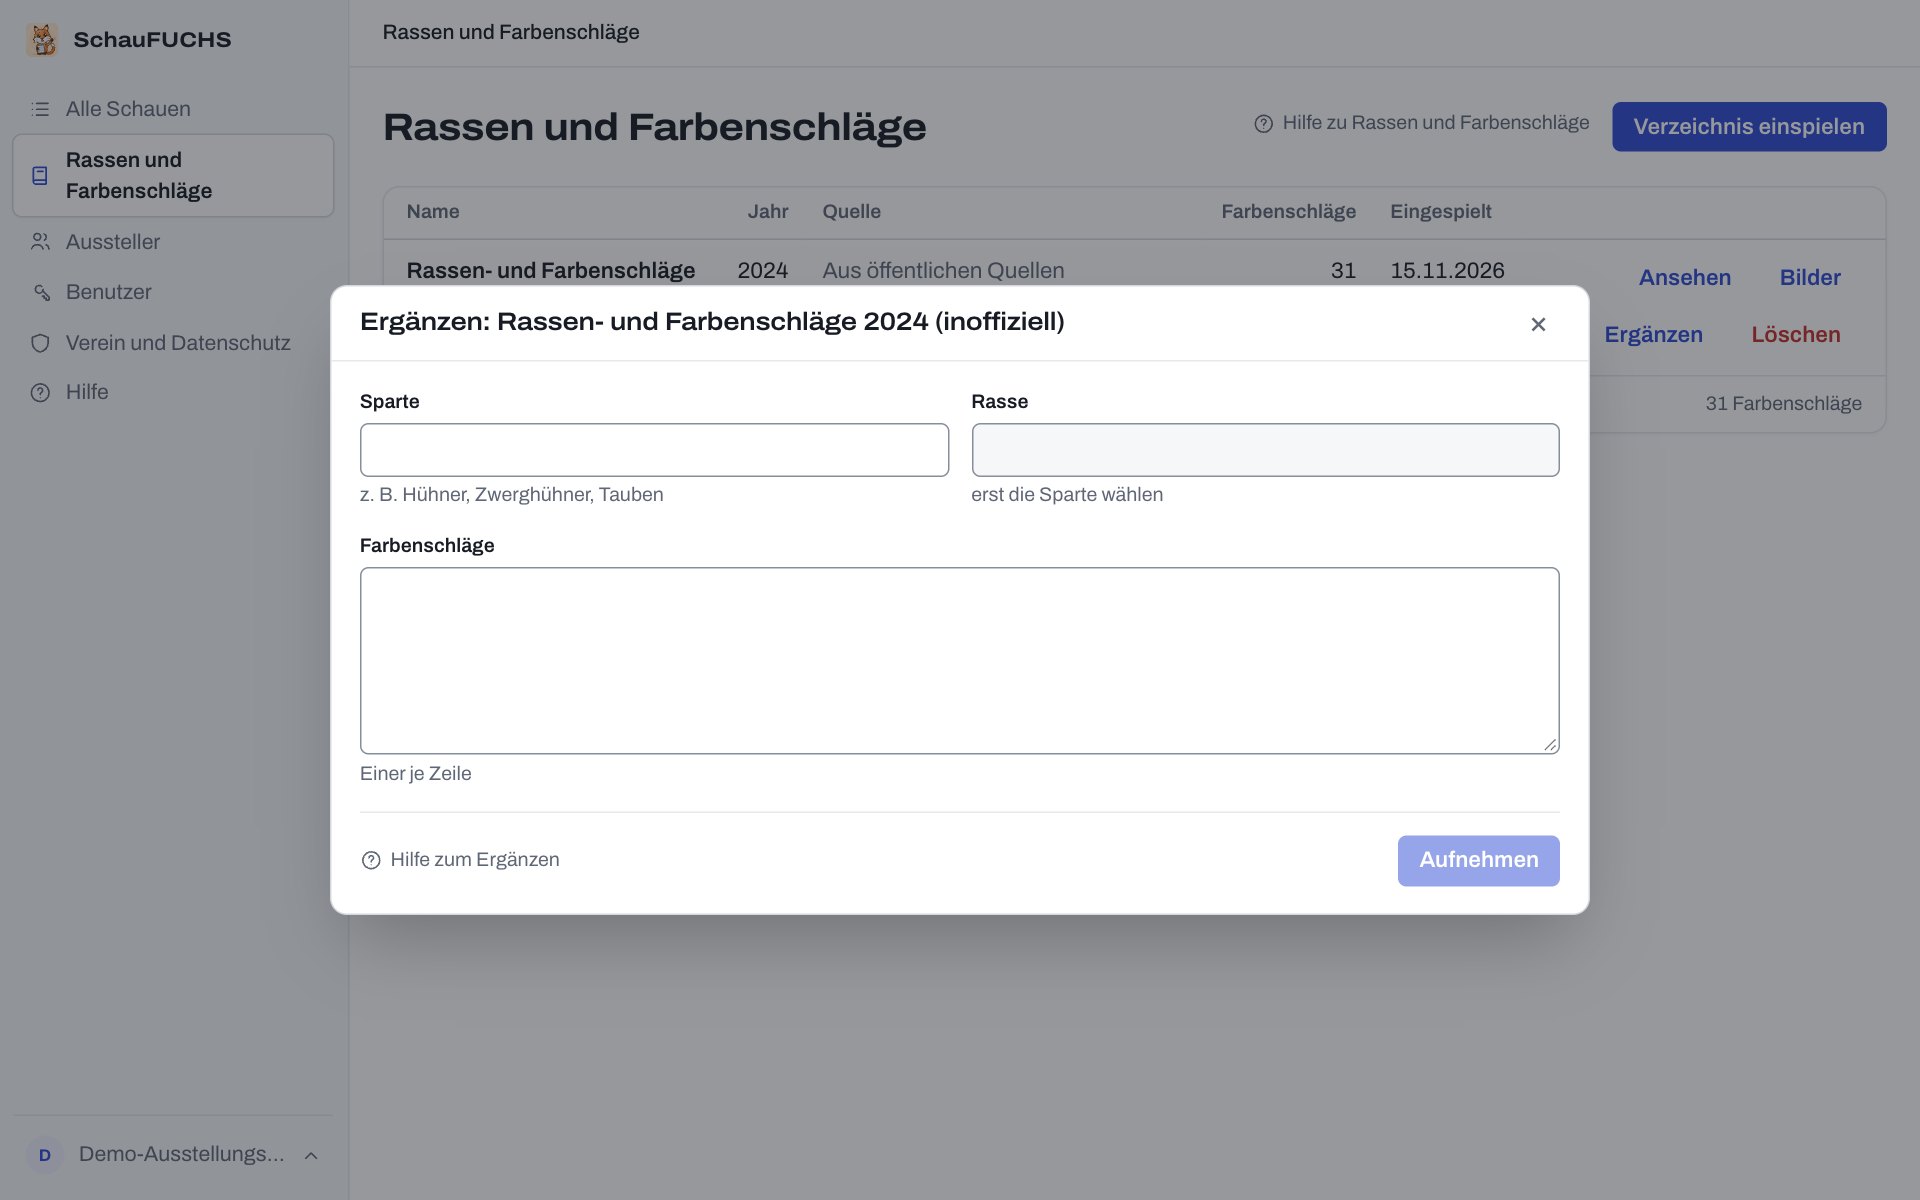 SchauFUCHS
Alle Schauen
Rassen und
Farbenschläge
Aussteller
Benutzer
Verein und Datenschutz
Hilfe
D Demo-Ausstellungs...
Rassen und Farbenschläge
Rassen und Farbenschläge
Hilfe zu Rassen und Farbenschläge
Verzeichnis einspielen
Name Jahr Quelle Farbenschläge Eingespielt
Rassen- und Farbenschläge 2024 Aus öffentlichen Quellen 31 15.11.2026
Ansehen Bilder
Ergänzen Löschen
31 Farbenschläge
Ergänzen: Rassen- und Farbenschläge 2024 (inoffiziell)
Sparte Rasse
z. B. Hühner, Zwerghühner, Tauben erst die Sparte wählen
Farbenschläge
Einer je Zeile
Hilfe zum Ergänzen
Aufnehmen